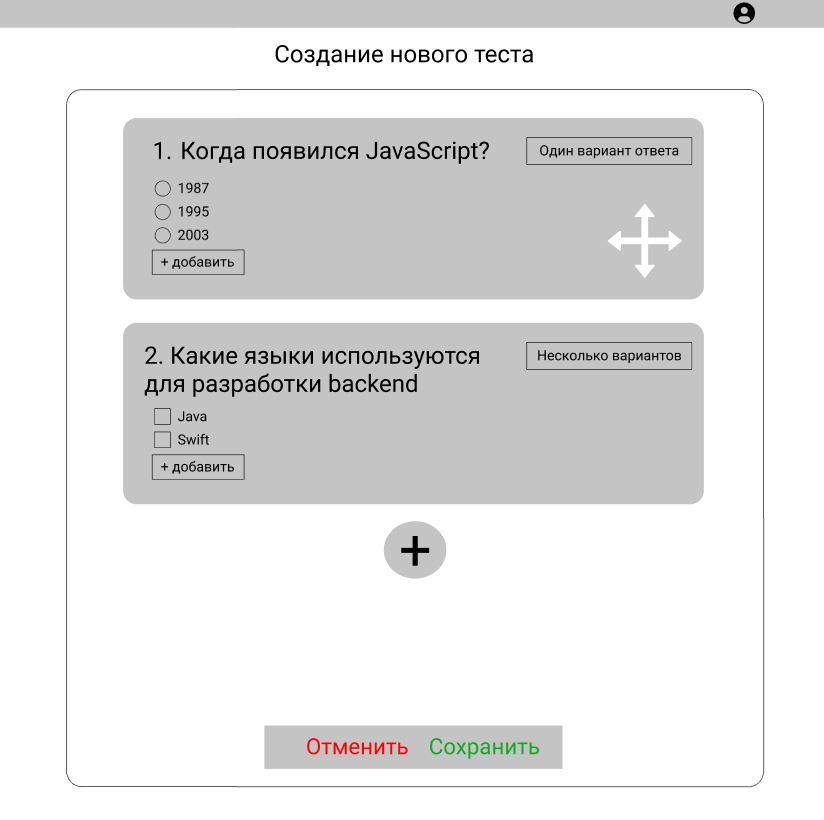 Создание нового теста
1. Когда появился JavaScript?
Один вариант ответа
1987
1995
2003
+ добавить
2. Какие языки используются
для разработки backend
Несколько вариантов
Java
Swift
+ добавить
+
Отменить Сохранить